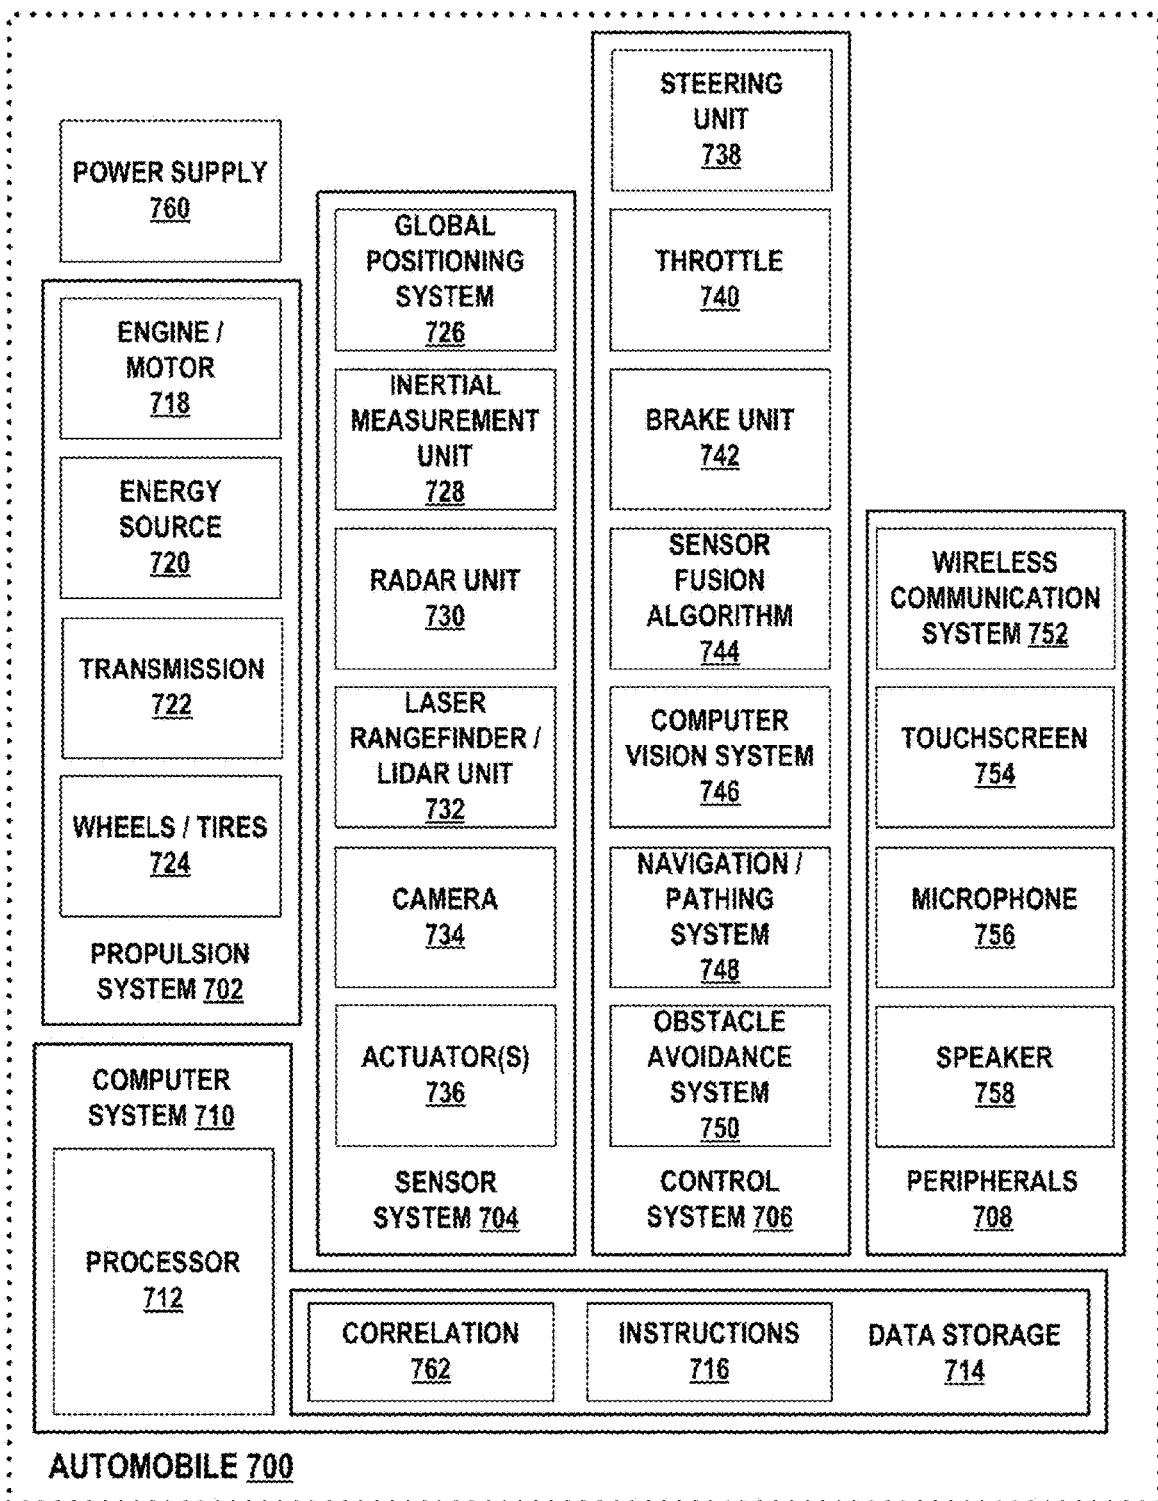 POWER SUPPLY
760
ENGINE /
MOTOR
718
ENERGY
SOURCE
720
TRANSMISSION
722
WHEELS / TIRES
724
PROPULSION
SYSTEM 702
GLOBAL
POSITIONING
SYSTEM
726
INERTIAL
MEASUREMENT
UNIT
728
RADAR UNIT
730
LASER
RANGEFINDER /
LIDAR UNIT
732
CAMERA
734
ACTUATOR(S)
736
SENSOR
SYSTEM 704
STEERING
UNIT
738
THROTTLE
740
BRAKE UNIT
742
SENSOR
FUSION
ALGORITHM
744
COMPUTER
VISION SYSTEM
746
NAVIGATION /
PATHING
SYSTEM
748
OBSTACLE
AVOIDANCE
SYSTEM
750
CONTROL
SYSTEM 706
WIRELESS
COMMUNICATION
SYSTEM 752
TOUCHSCREEN
754
MICROPHONE
756
SPEAKER
758
PERIPHERALS
708
COMPUTER
SYSTEM 710
PROCESSOR
712
CORRELATION
762
INSTRUCTIONS
716
DATA STORAGE
714
AUTOMOBILE 700